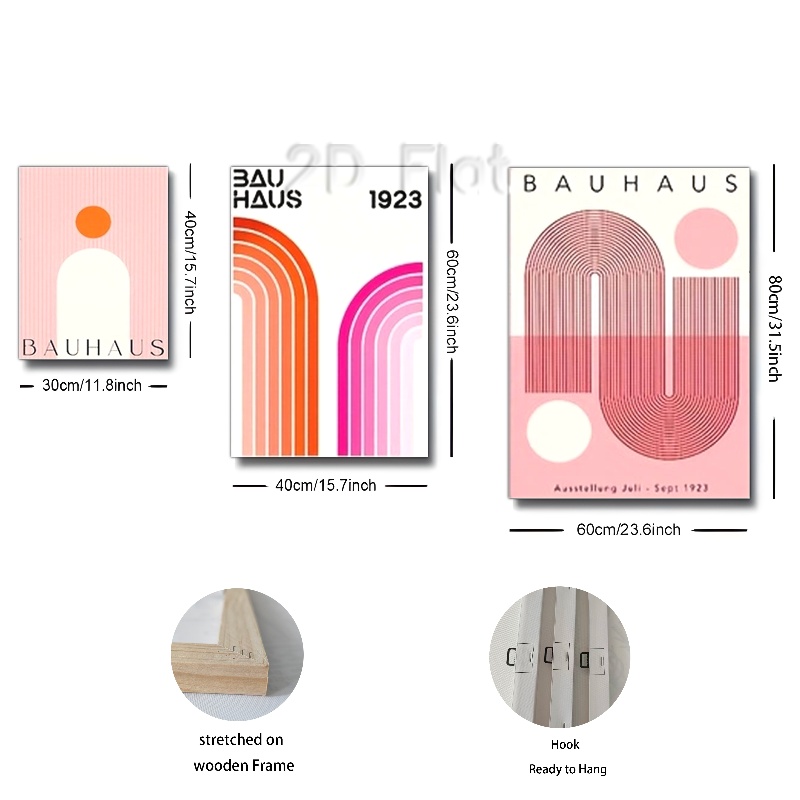 2D Flat
BAUHAUS
40cm/15.7inch
30cm/11.8inch
BAU
HAUS
1923
60cm/23.6inch
40cm/15.7inch
BAUHAUS
Ausstellung Juli - Sept 1923
80cm/31.5inch
60cm/23.6inch
stretched on
wooden Frame
Hook
Ready to Hang